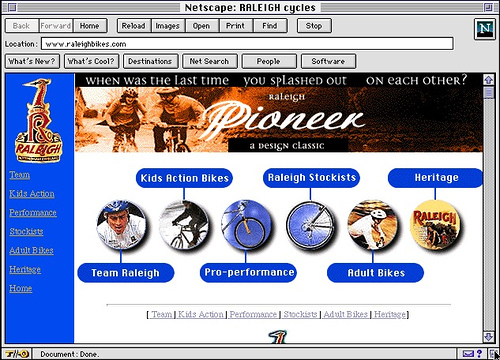 Netscape: RALEIGH cycles
Back Forward Home Reload Images Open Print Find Stop
N
Location: www.raleighbikes.com
What's New? What's Cool? Destinations Net Search People Software
when was the last time you splashed out on each other?
RALEIGH
Pioneer
a design classic
R
RALEIGH
Team
Kids Action
Performance
Stockists
Adult Bikes
Heritage
Home
Kids Action Bikes Raleigh Stockists Heritage
RALEIGH
Team Raleigh Pro-performance Adult Bikes
[ Team | Kids Action | Performance | Stockists | Adult Bikes | Heritage]
Document: Done. ?